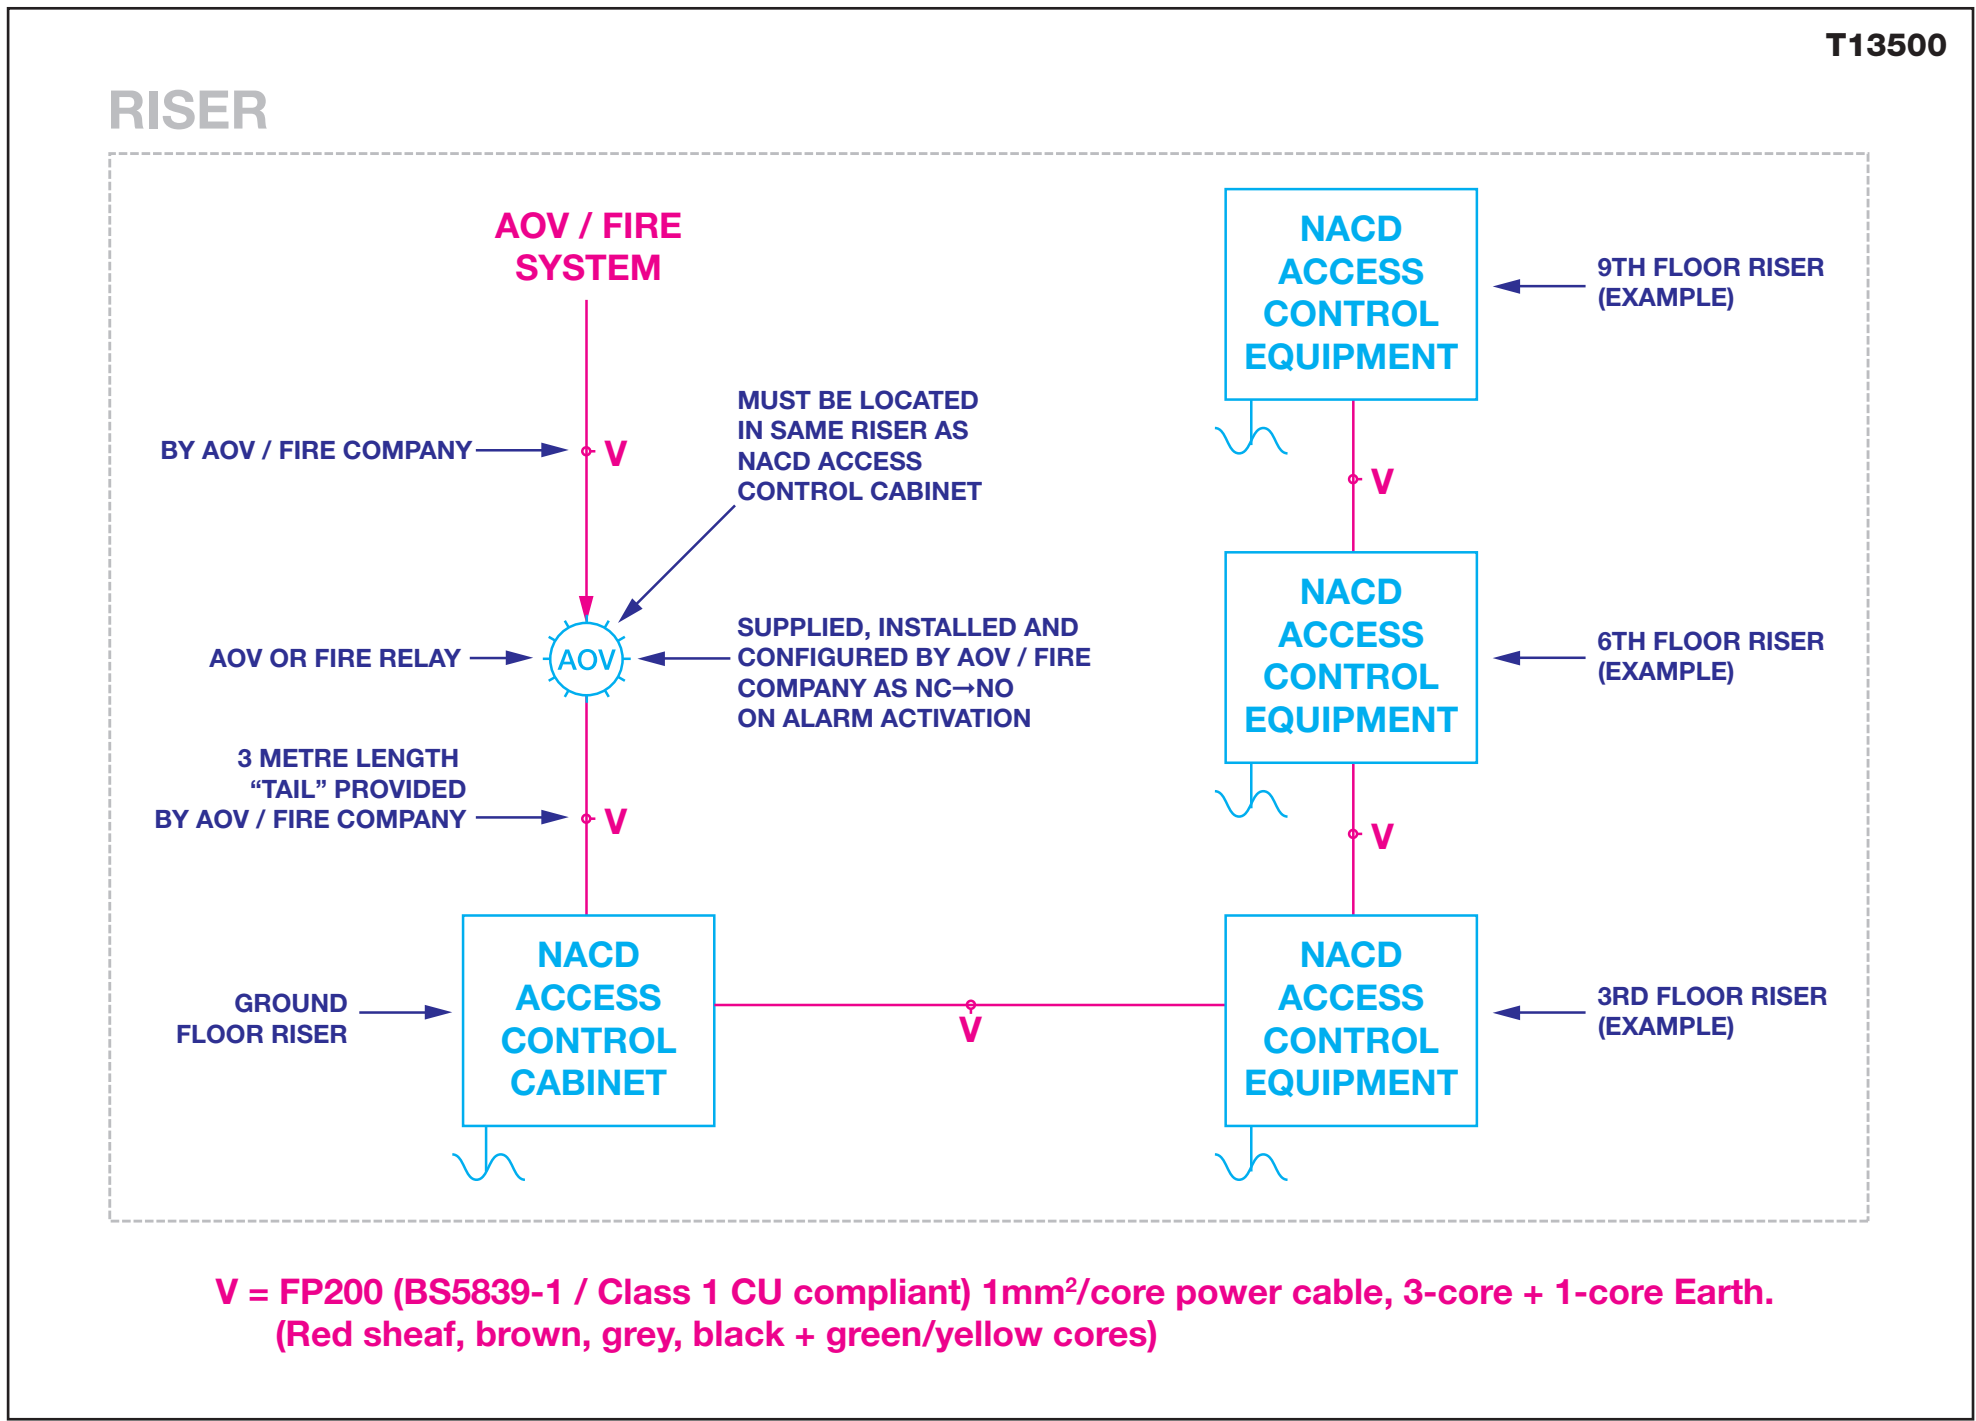 T13500
RISER
AOV / FIRE
SYSTEM
BY AOV / FIRE COMPANY
V
MUST BE LOCATED
IN SAME RISER AS
NACD ACCESS
CONTROL CABINET
AOV OR FIRE RELAY
AOV
SUPPLIED, INSTALLED AND
CONFIGURED BY AOV / FIRE
COMPANY AS NC→NO
ON ALARM ACTIVATION
3 METRE LENGTH
“TAIL” PROVIDED
BY AOV / FIRE COMPANY
V
GROUND
FLOOR RISER
NACD
ACCESS
CONTROL
CABINET
V
NACD
ACCESS
CONTROL
EQUIPMENT
9TH FLOOR RISER
(EXAMPLE)
V
NACD
ACCESS
CONTROL
EQUIPMENT
6TH FLOOR RISER
(EXAMPLE)
V
NACD
ACCESS
CONTROL
EQUIPMENT
3RD FLOOR RISER
(EXAMPLE)
V = FP200 (BS5839-1 / Class 1 CU compliant) 1mm²/core power cable, 3-core + 1-core Earth.
(Red sheaf, brown, grey, black + green/yellow cores)